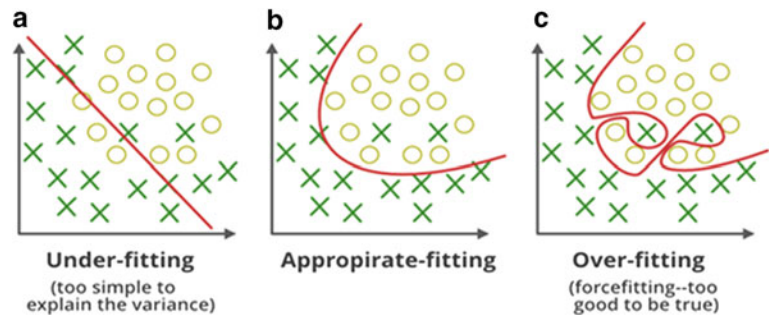 a
b
c
Under-fitting
(too simple to
explain the variance)
Appropirate-fitting
Over-fitting
(forcefitting--too
good to be true)